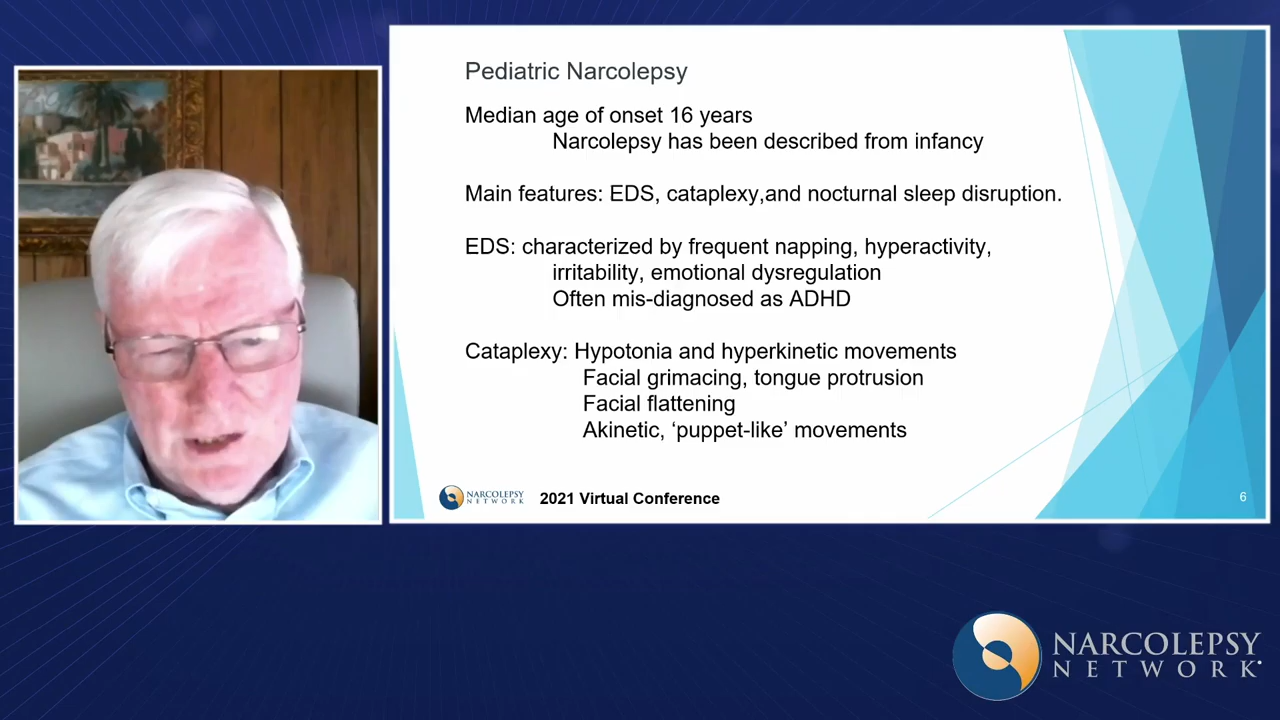 Pediatric Narcolepsy
Median age of onset 16 years
Narcolepsy has been described from infancy
Main features: EDS, cataplexy,and nocturnal sleep disruption.
EDS: characterized by frequent napping, hyperactivity,
irritability, emotional dysregulation
Often mis-diagnosed as ADHD
Cataplexy: Hypotonia and hyperkinetic movements
Facial grimacing, tongue protrusion
Facial flattening
Akinetic, ‘puppet-like’ movements
NARCOLEPSY
NETWORK
2021 Virtual Conference
6
NARCOLEPSY
NETWORK